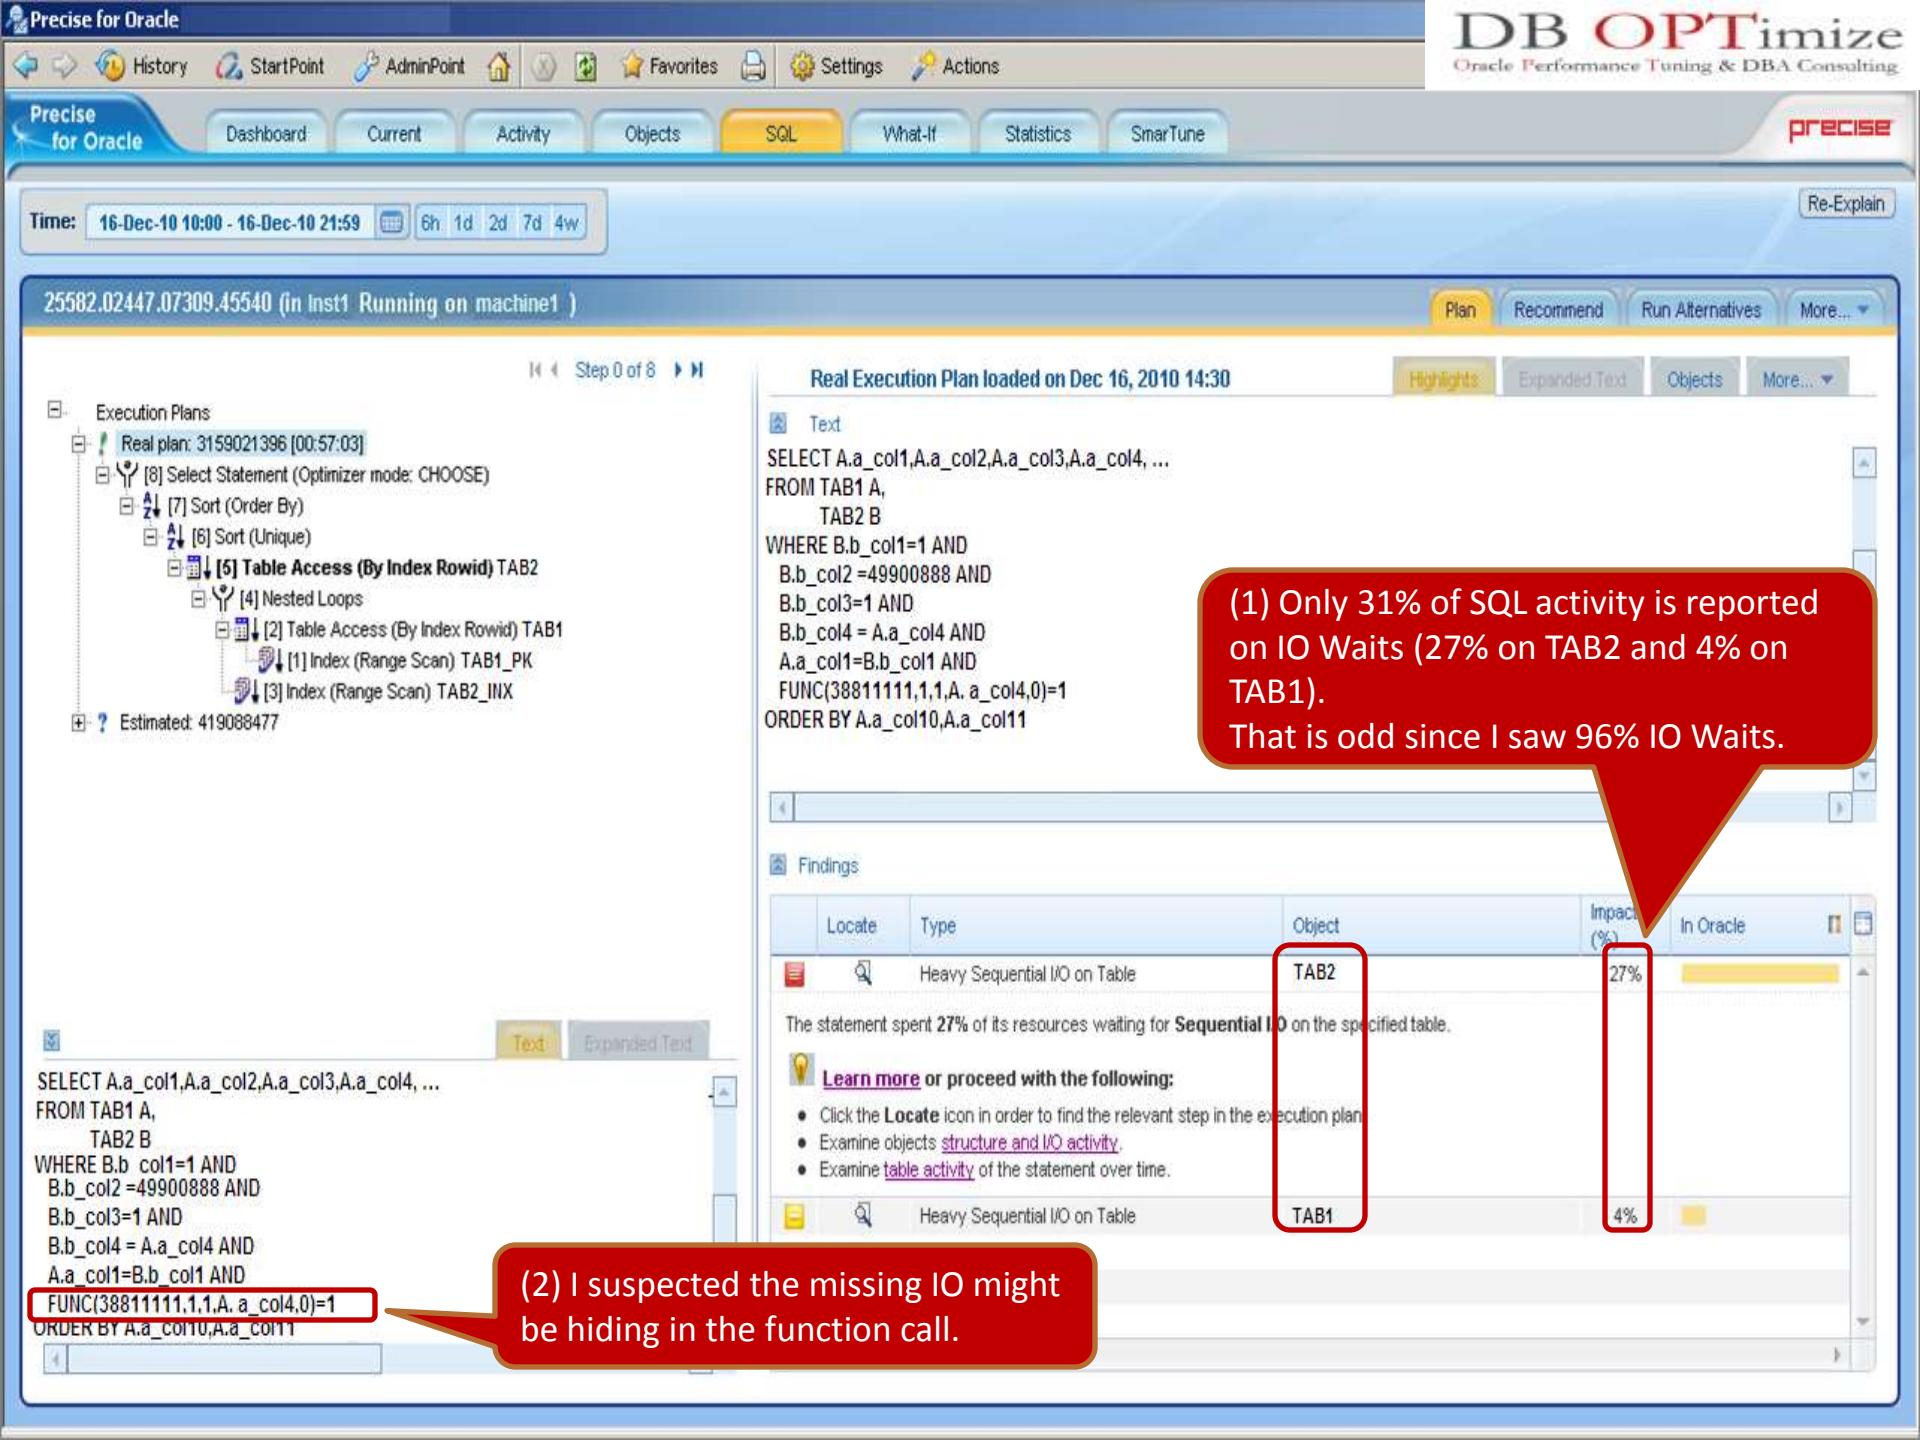 Precise for Oracle
DB OPTimize
Oracle Performance Tuning & DBA Consulting
History StartPoint AdminPoint Favorites Settings Actions
Precise
for Oracle
Dashboard Current Activity Objects SQL What-If Statistics SmarTune
precise
Time: 16-Dec-10 10:00 - 16-Dec-10 21:59 6h 1d 2d 7d 4w
Re-Explain
25582.02447.07309.45540 (in Inst1 Running on machine1 )
Plan Recommend Run Alternatives More...
Step 0 of 8
Execution Plans
Real plan: 3159021396 [00:57:03]
[8] Select Statement (Optimizer mode: CHOOSE)
[7] Sort (Order By)
[6] Sort (Unique)
[5] Table Access (By Index Rowid) TAB2
[4] Nested Loops
[2] Table Access (By Index Rowid) TAB1
[1] Index (Range Scan) TAB1_PK
[3] Index (Range Scan) TAB2_INX
Estimated: 419088477
Real Execution Plan loaded on Dec 16, 2010 14:30
Highlights Expanded Text Objects More...
Text
SELECT A.a_col1,A.a_col2,A.a_col3,A.a_col4, ...
FROM TAB1 A,
TAB2 B
WHERE B.b_col1=1 AND
B.b_col2 =49900888 AND
B.b_col3=1 AND
B.b_col4 = A.a_col4 AND
A.a_col1=B.b_col1 AND
FUNC(38811111,1,1,A. a_col4,0)=1
ORDER BY A.a_col10,A.a_col11
(1) Only 31% of SQL activity is reported
on IO Waits (27% on TAB2 and 4% on
TAB1).
That is odd since I saw 96% IO Waits.
Findings
Locate Type Object Impact In Oracle
(%)
Heavy Sequential I/O on Table TAB2 27%
The statement spent 27% of its resources waiting for Sequential I/O on the specified table.
Learn more or proceed with the following:
• Click the Locate icon in order to find the relevant step in the execution plan
• Examine objects structure and I/O activity.
• Examine table activity of the statement over time.
Heavy Sequential I/O on Table TAB1 4%
Text Expanded Text
SELECT A.a_col1,A.a_col2,A.a_col3,A.a_col4, ...
FROM TAB1 A,
TAB2 B
WHERE B.b_col1=1 AND
B.b_col2 =49900888 AND
B.b_col3=1 AND
B.b_col4 = A.a_col4 AND
A.a_col1=B.b_col1 AND
FUNC(38811111,1,1,A. a_col4,0)=1
ORDER BY A.a_col10,A.a_col11
(2) I suspected the missing IO might
be hiding in the function call.